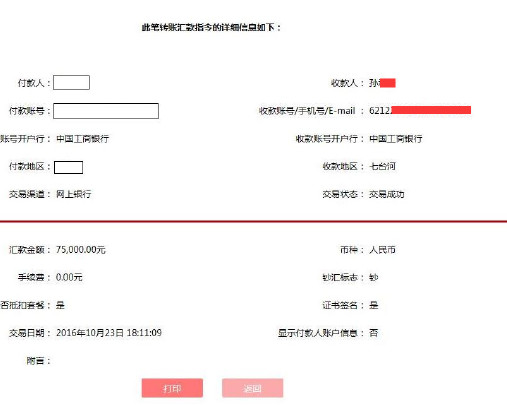 此笔转账汇款指令的详细信息如下：
付款人： 收款人： 孙
付款账号： 收款账号/手机号/E-mail ： 6212
账号开户行： 中国工商银行 收款账号开户行： 中国工商银行
付款地区： 收款地区： 七台河
交易渠道： 网上银行 交易状态： 交易成功
汇款金额： 75,000.00元 币种： 人民币
手续费： 0.00元 钞汇标志： 钞
否抵扣套餐： 是 证书签名： 是
交易日期： 2016年10月23日 18:11:09 显示付款人账户信息： 否
附言：
打印 返回